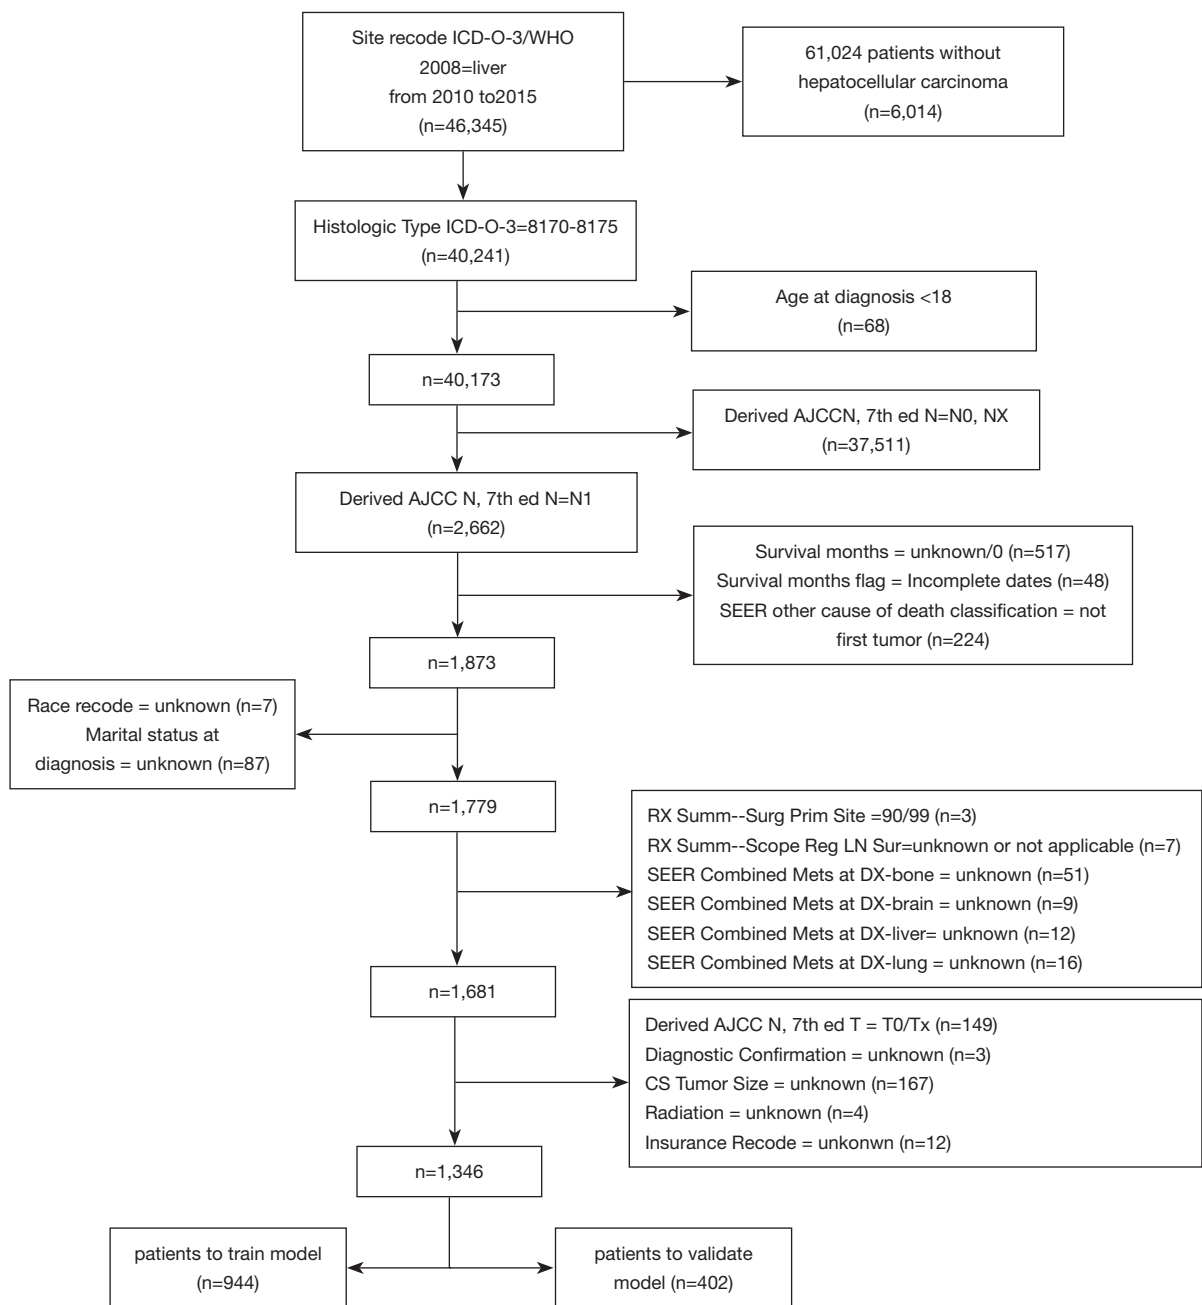 Site recode ICD-O-3/WHO
2008=liver
from 2010 to2015
(n=46,345)
61,024 patients without
hepatocellular carcinoma
(n=6,014)
Histologic Type ICD-O-3=8170-8175
(n=40,241)
Age at diagnosis <18
(n=68)
n=40,173
Derived AJCCN, 7th ed N=N0, NX
(n=37,511)
Derived AJCC N, 7th ed N=N1
(n=2,662)
Survival months = unknown/0 (n=517)
Survival months flag = Incomplete dates (n=48)
SEER other cause of death classification = not
first tumor (n=224)
n=1,873
Race recode = unknown (n=7)
Marital status at
diagnosis = unknown (n=87)
n=1,779
RX Summ--Surg Prim Site =90/99 (n=3)
RX Summ--Scope Reg LN Sur=unknown or not applicable (n=7)
SEER Combined Mets at DX-bone = unknown (n=51)
SEER Combined Mets at DX-brain = unknown (n=9)
SEER Combined Mets at DX-liver= unknown (n=12)
SEER Combined Mets at DX-lung = unknown (n=16)
n=1,681
Derived AJCC N, 7th ed T = T0/Tx (n=149)
Diagnostic Confirmation = unknown (n=3)
CS Tumor Size = unknown (n=167)
Radiation = unknown (n=4)
Insurance Recode = unkonwn (n=12)
n=1,346
patients to train model
(n=944)
patients to validate
model (n=402)